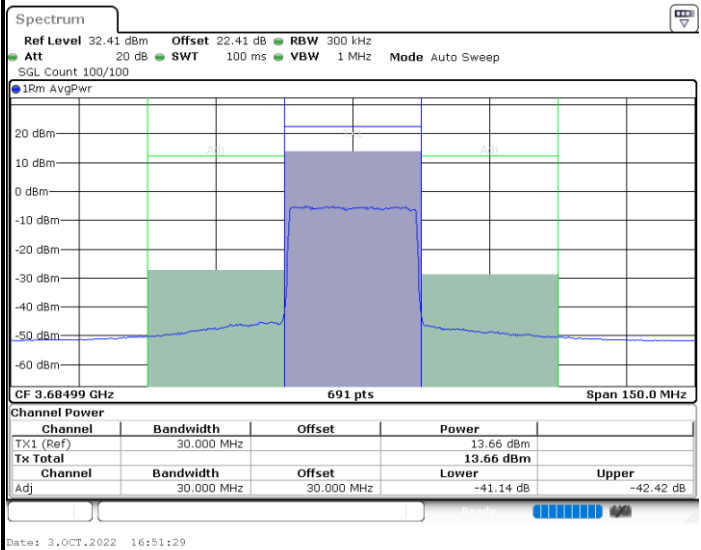 Spectrum
Ref Level 32.41 dBm Offset 22.41 dB RBW 300 kHz
Att 20 dB SWT 100 ms VBW 1 MHz Mode Auto Sweep
SGL Count 100/100
1Rm AvgPwr
Adj TX1 Adj
20 dBm
10 dBm
0 dBm
-10 dBm
-20 dBm
-30 dBm
-40 dBm
-50 dBm
-60 dBm
CF 3.68499 GHz 691 pts Span 150.0 MHz
Channel Power
Channel Bandwidth Offset Power
TX1 (Ref) 30.000 MHz 13.66 dBm
Tx Total 13.66 dBm
Channel Bandwidth Offset Lower Upper
Adj 30.000 MHz 30.000 MHz -41.14 dB -42.42 dB
Ready
Date: 3.OCT.2022 16:51:29